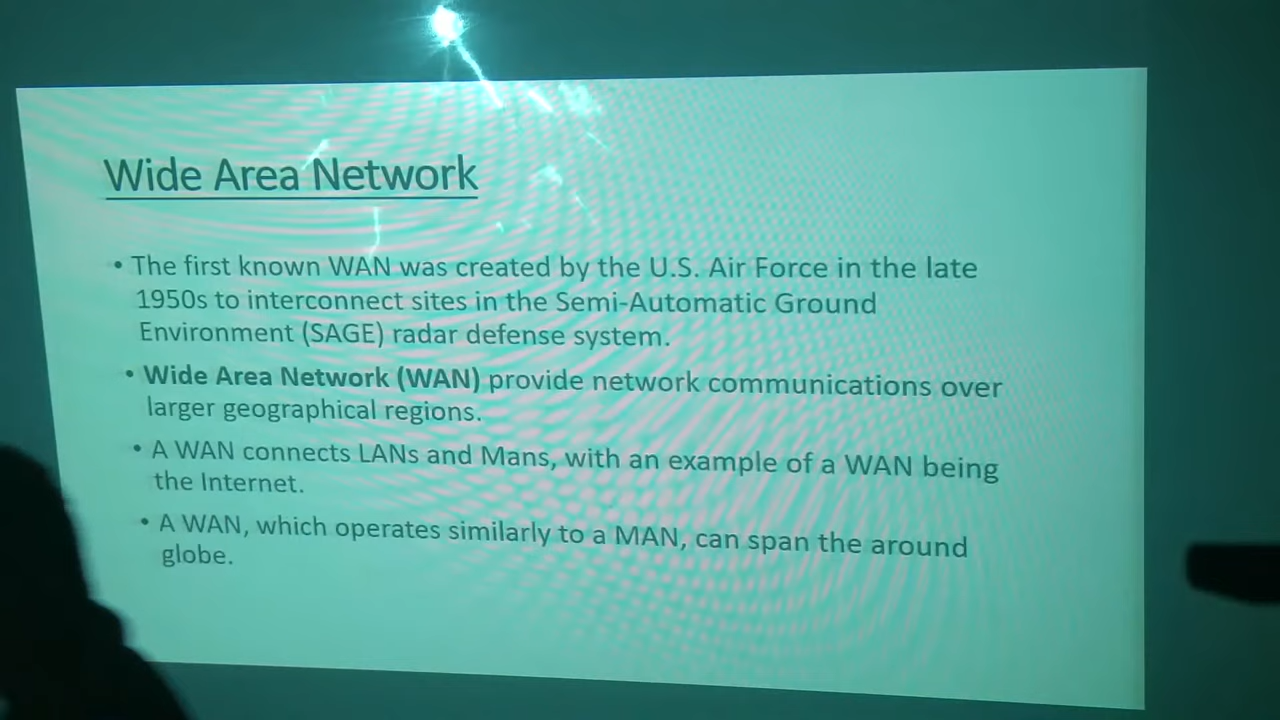 Wide Area Network
• The first known WAN was created by the U.S. Air Force in the late
1950s to interconnect sites in the Semi-Automatic Ground
Environment (SAGE) radar defense system.
• Wide Area Network (WAN) provide network communications over
larger geographical regions.
• A WAN connects LANs and Mans, with an example of a WAN being
the Internet.
• A WAN, which operates similarly to a MAN, can span the around
globe.